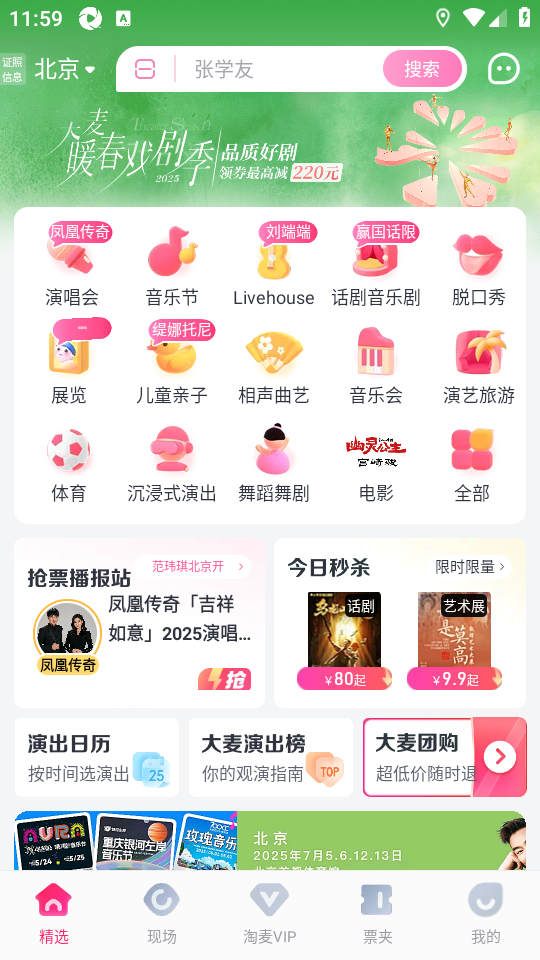 11:59
A
证照
信息
北京
张学友
搜索
大麦
暖春戏剧季
2025
品质好剧
领券最高减220元
凤凰传奇
刘端端
赢国话限
演唱会
音乐节
Livehouse
话剧音乐剧
脱口秀
缇娜托尼
展览
儿童亲子
相声曲艺
音乐会
演艺旅游
幽灵公主
宫崎骏
体育
沉浸式演出
舞蹈舞剧
电影
全部
抢票播报站
范玮琪北京开
凤凰传奇「吉祥
如意」2025演唱...
凤凰传奇
抢
今日秒杀
限时限量
话剧
艺术展
是莫高
¥80起
¥9.9起
演出日历
按时间选演出
25
大麦演出榜
你的观演指南
TOP
大麦团购
超低价随时退
AURA
5/24
5/25
重庆银河左岸
音乐节
玫瑰音乐
北京
2025年7月5.6.12.13日
精选
现场
淘麦VIP
票夹
我的